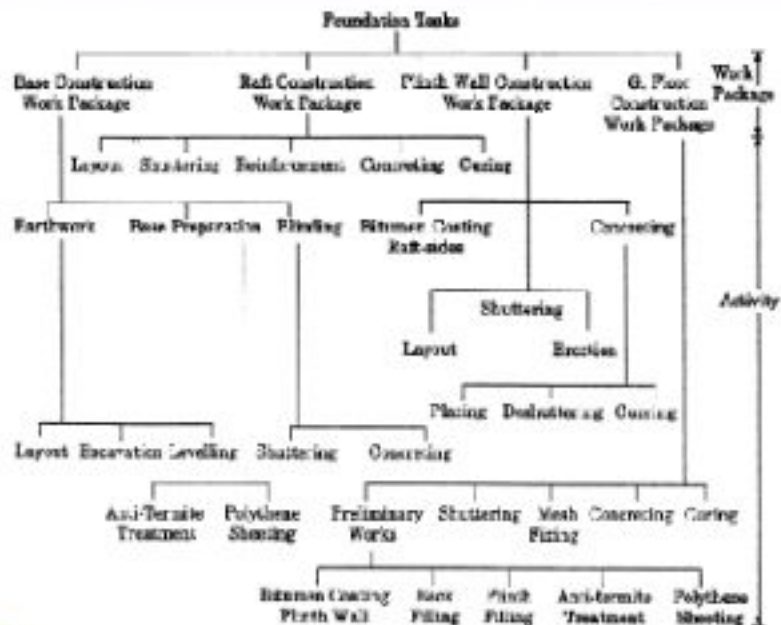 Foundation Tasks
Base Construction
Work Package
Raft Construction
Work Package
Plinth Wall Construction
Work Package
G. Floor
Construction
Work Package
Work
Package
Layout Shuttering Reinforcement Concreting Curing
Earthwork Base Preparation Blinding Bitumen Coating
Raft-sides
Concreting
Activity
Shuttering
Layout Erection
Placing Deshuttering Curring
Layout Excavation Levelling Shuttering Concreting
Anti-Termite
Treatment
Polythene
Sheeting
Preliminary
Works
Shuttering Mesh
Fixing
Concreting Curing
Bitumen Coating
Plinth Wall
Back
Filling
Plinth
Filling
Anti-termite
Treatment
Polythene
Sheeting